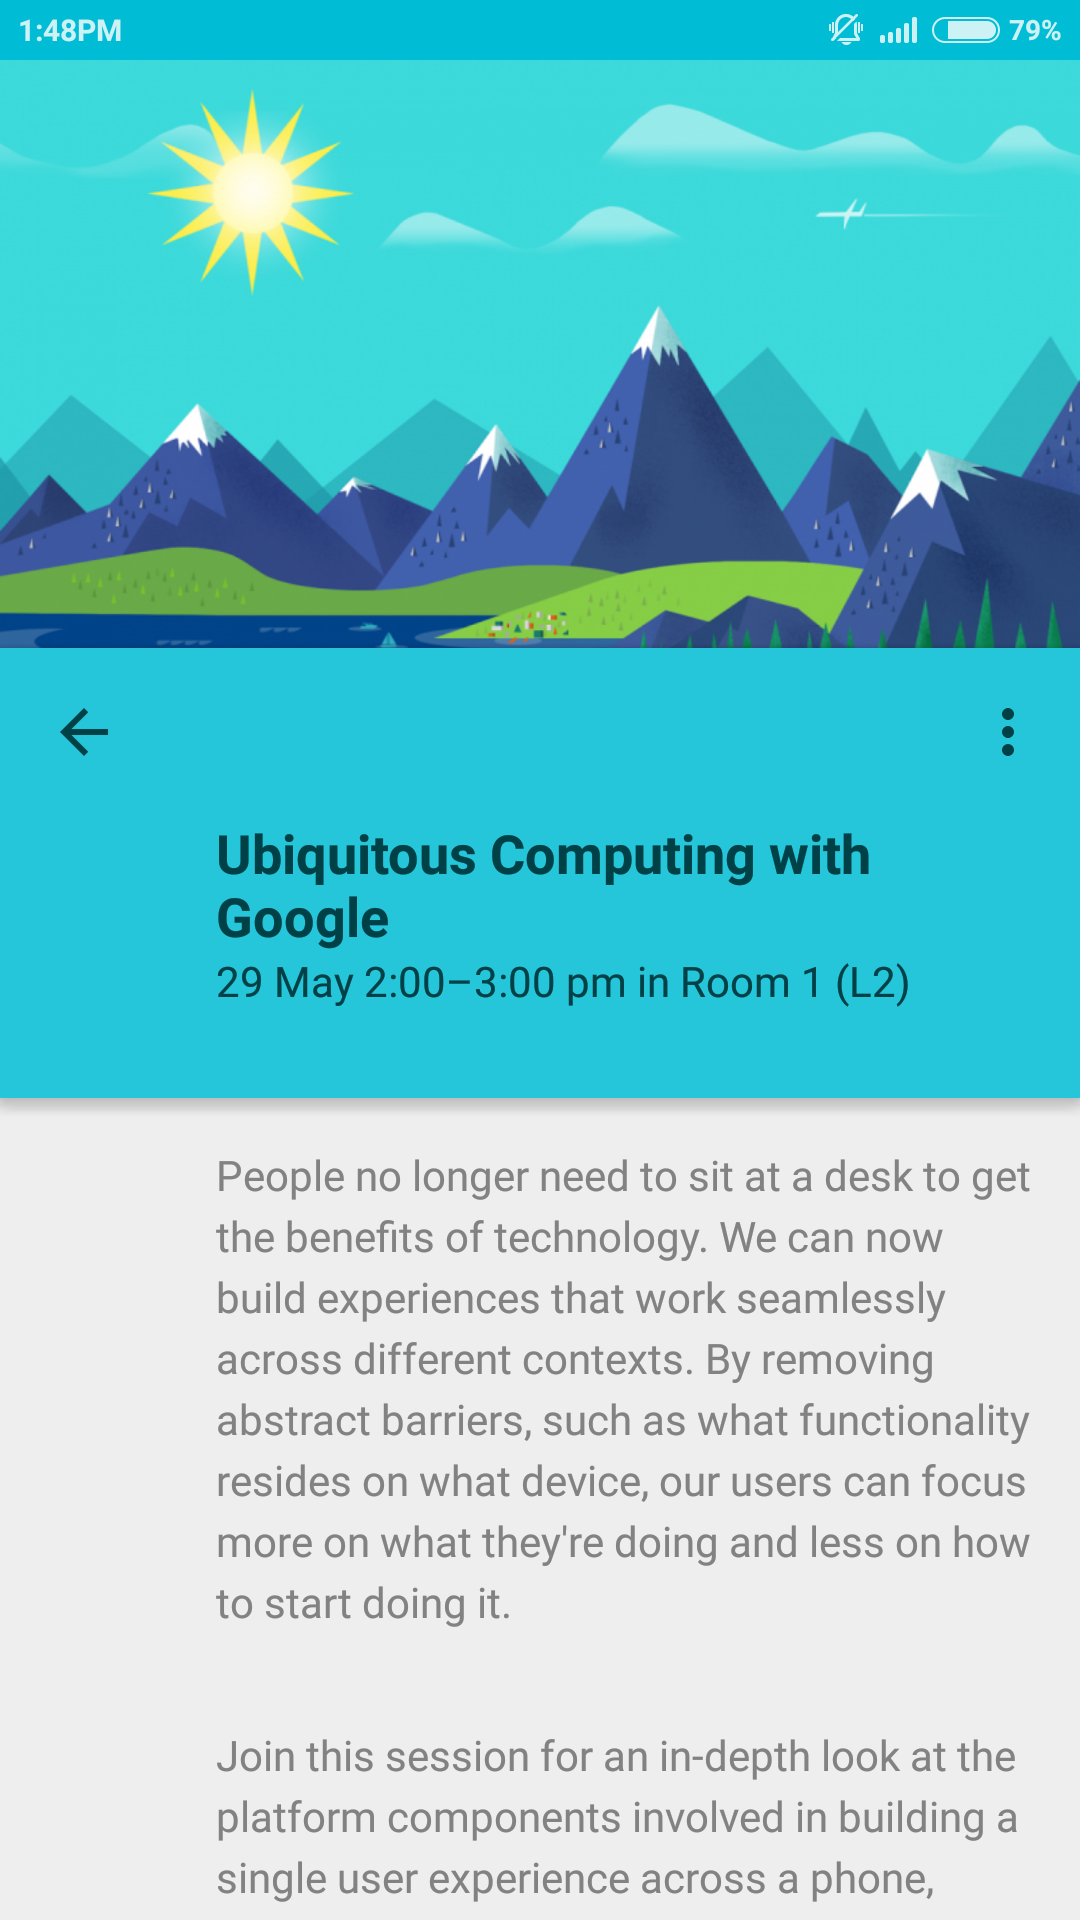 1:48PM
79%
Ubiquitous Computing with
Google
29 May 2:00–3:00 pm in Room 1 (L2)
People no longer need to sit at a desk to get
the benefits of technology. We can now
build experiences that work seamlessly
across different contexts. By removing
abstract barriers, such as what functionality
resides on what device, our users can focus
more on what they're doing and less on how
to start doing it.
Join this session for an in-depth look at the
platform components involved in building a
single user experience across a phone,